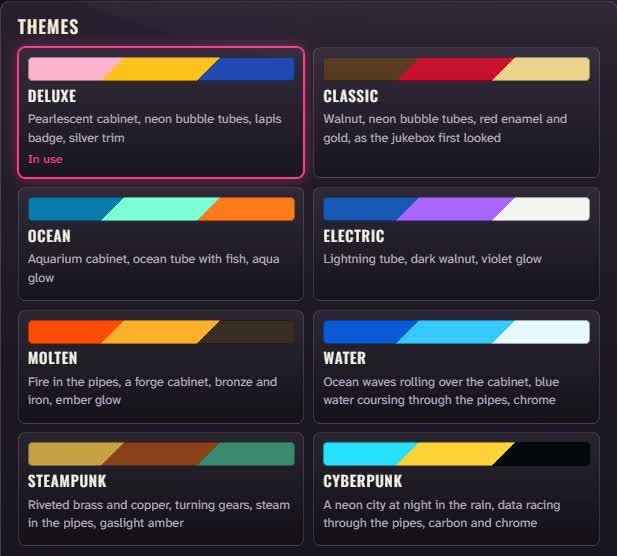 THEMES
DELUXE
Pearlescent cabinet, neon bubble tubes, lapis
badge, silver trim
In use
CLASSIC
Walnut, neon bubble tubes, red enamel and
gold, as the jukebox first looked
OCEAN
Aquarium cabinet, ocean tube with fish, aqua
glow
ELECTRIC
Lightning tube, dark walnut, violet glow
MOLTEN
Fire in the pipes, a forge cabinet, bronze and
iron, ember glow
WATER
Ocean waves rolling over the cabinet, blue
water coursing through the pipes, chrome
STEAMPUNK
Riveted brass and copper, turning gears, steam
in the pipes, gaslight amber
CYBERPUNK
A neon city at night in the rain, data racing
through the pipes, carbon and chrome